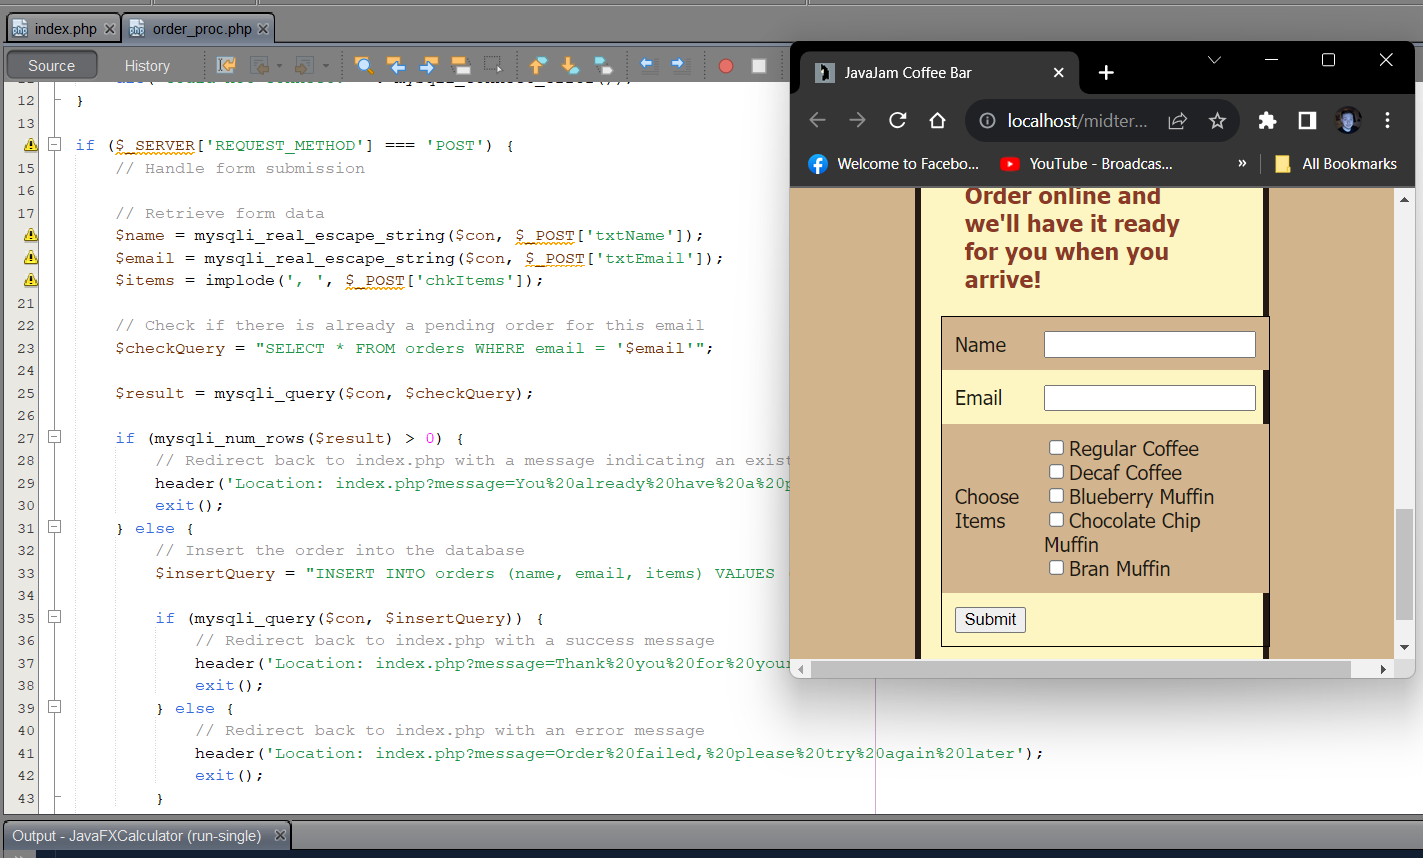 index.php
order_proc.php
Source
History
12 }
13
if ($_SERVER['REQUEST_METHOD'] === 'POST') {
15 // Handle form submission
16
17 // Retrieve form data
$name = mysqli_real_escape_string($con, $_POST['txtName']);
$email = mysqli_real_escape_string($con, $_POST['txtEmail']);
$items = implode(', ', $_POST['chkItems']);
21
22 // Check if there is already a pending order for this email
23 $checkQuery = "SELECT * FROM orders WHERE email = '$email'";
24
25 $result = mysqli_query($con, $checkQuery);
26
27 if (mysqli_num_rows($result) > 0) {
28 // Redirect back to index.php with a message indicating an exist
29 header('Location: index.php?message=You%20already%20have%20a%20p
30 exit();
31 } else {
32 // Insert the order into the database
33 $insertQuery = "INSERT INTO orders (name, email, items) VALUES
34
35 if (mysqli_query($con, $insertQuery)) {
36 // Redirect back to index.php with a success message
37 header('Location: index.php?message=Thank%20you%20for%20your
38 exit();
39 } else {
40 // Redirect back to index.php with an error message
41 header('Location: index.php?message=Order%20failed,%20please%20try%20again%20later');
42 exit();
43 }
Output - JavaFXCalculator (run-single)
JavaJam Coffee Bar
localhost/midter...
Welcome to Facebo...
YouTube - Broadcas...
»
All Bookmarks
Order online and
we'll have it ready
for you when you
arrive!
Name
Email
Choose
Items
Regular Coffee
Decaf Coffee
Blueberry Muffin
Chocolate Chip
Muffin
Bran Muffin
Submit